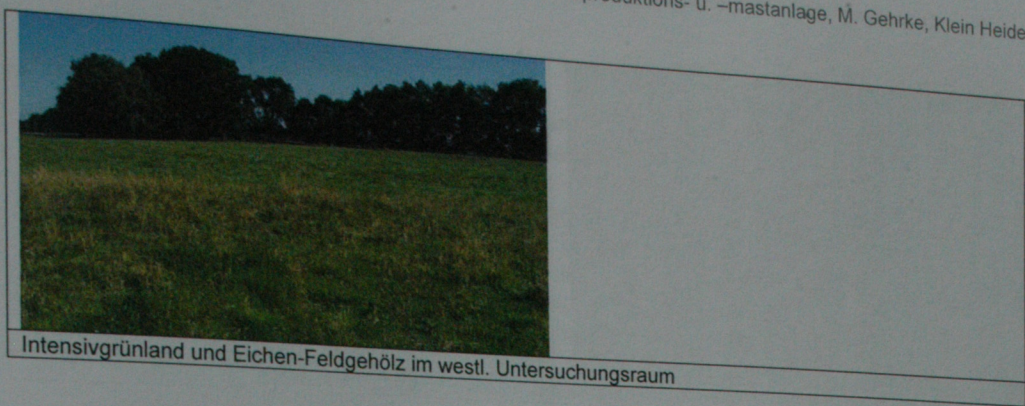 u. –mastanlage, M. Gehrke, Klein Heide
Intensivgrünland und Eichen-Feldgehölz im westl. Untersuchungsraum